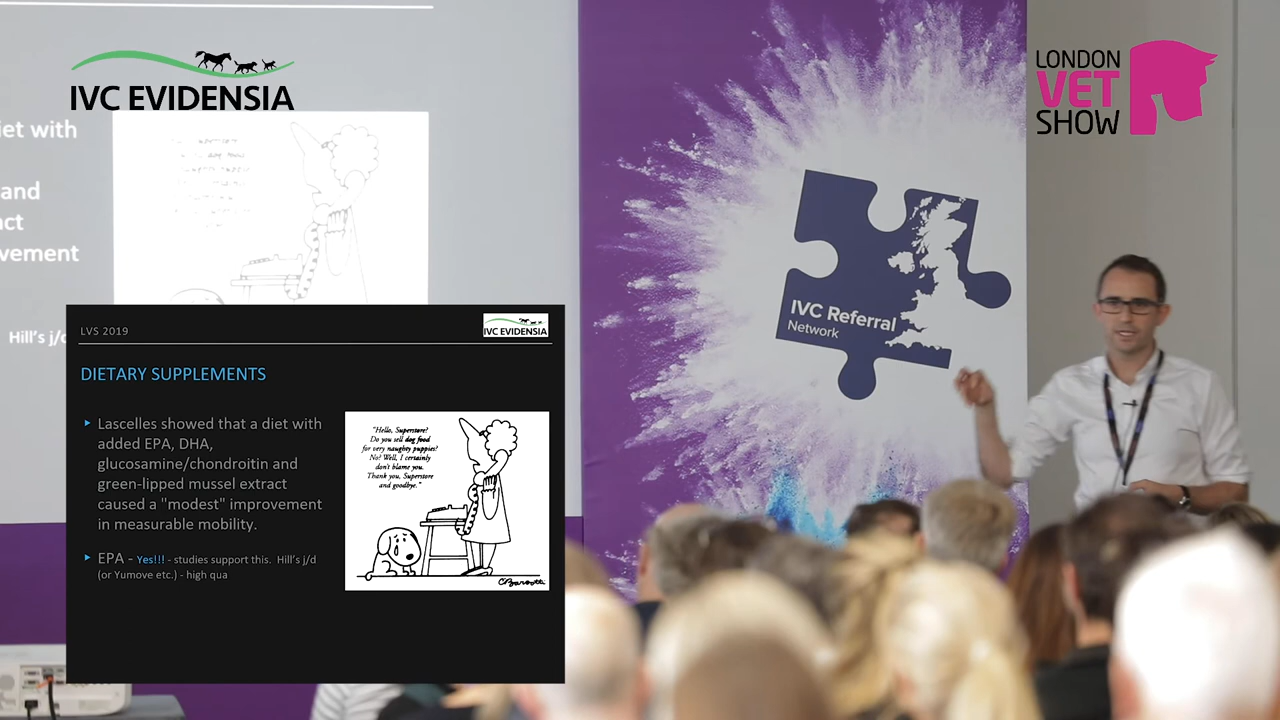 IVC EVIDENSIA
LONDON
VET
SHOW
iet with
and
act
vement
Hill's j/d
IVC Referral
Network
LVS 2019
IVC EVIDENSIA
DIETARY SUPPLEMENTS
Lascelles showed that a diet with
added EPA, DHA,
glucosamine/chondroitin and
green-lipped mussel extract
caused a "modest" improvement
in measurable mobility.
EPA - Yes!!! - studies support this. Hill's j/d
(or Yumove etc.) - high qua
"Hello, Superstore?
Do you sell dog food
for very naughty puppies?
No? Well, I certainly
don't blame you.
Thank you, Superstore
and goodbye."